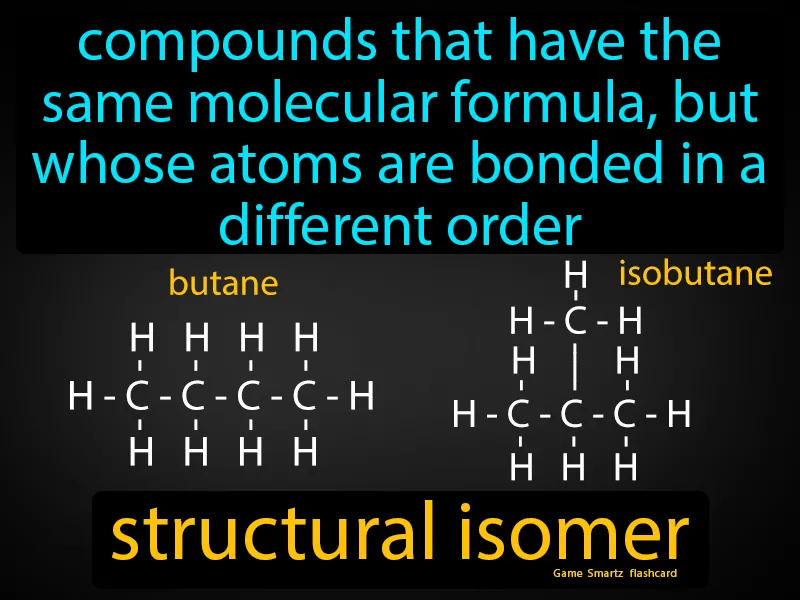 compounds that have the
same molecular formula, but
whose atoms are bonded in a
different order
butane
H H H H
H - C - C - C - C - H
H H H H
isobutane
H
H - C - H
H H
H - C - C - C - H
H H H
structural isomer
Game Smartz flashcard